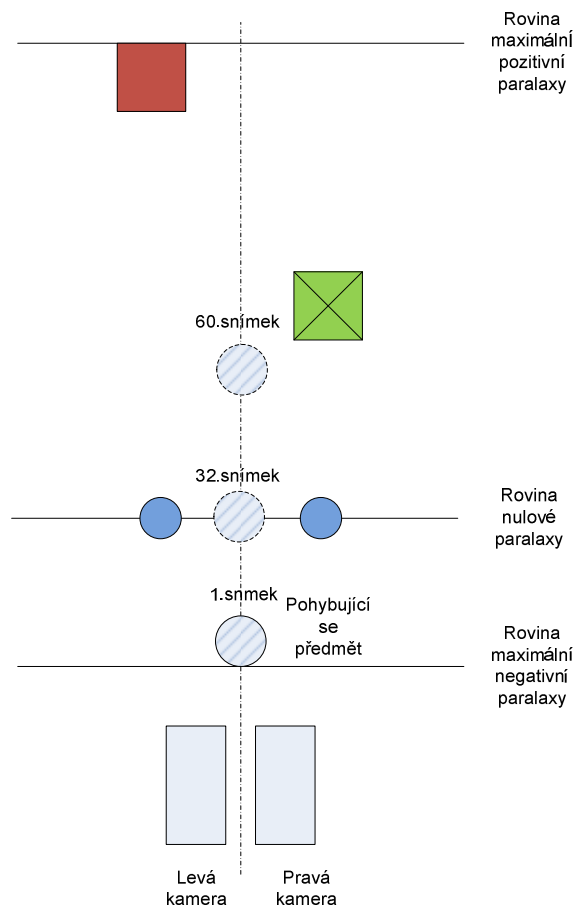 Rovina
maximální
pozitivní
paralaxy
60.snímek
32.snímek
Rovina
nulové
paralaxy
1.snmek
Pohybující
se
předmět
Rovina
maximální
negativní
paralaxy
Levá
kamera
Pravá
kamera